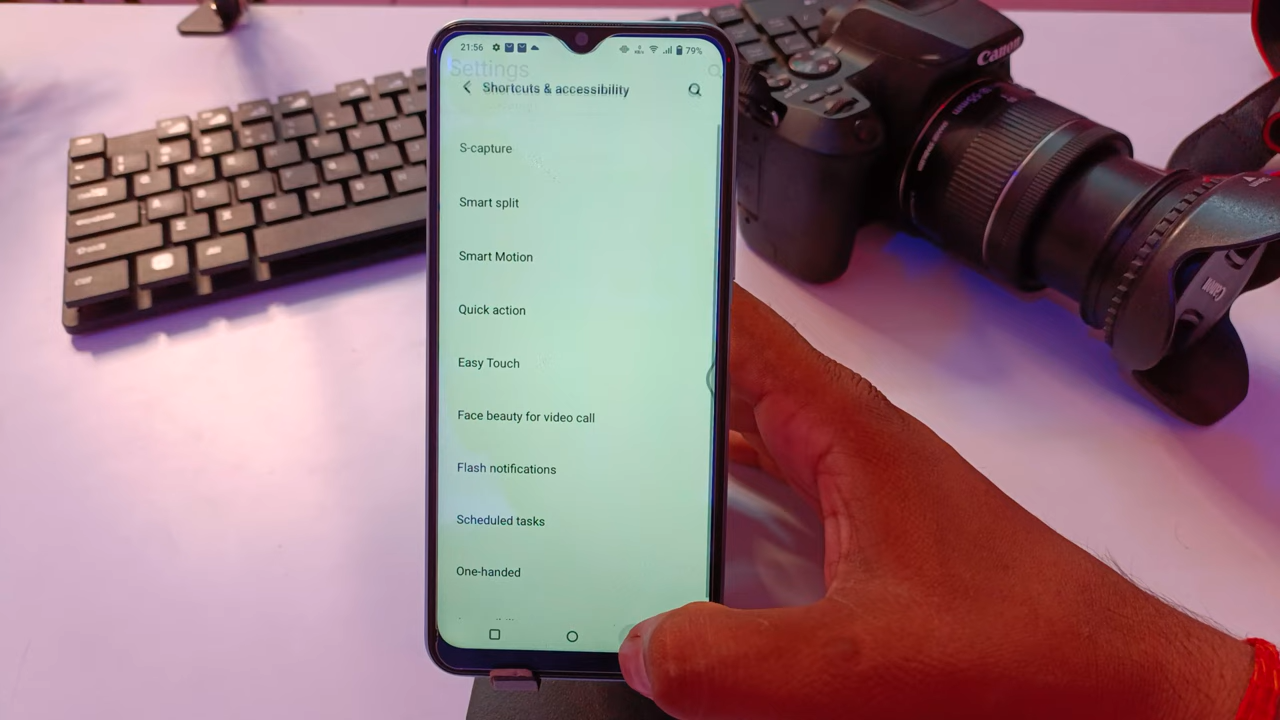 21:56
79%
Settings
Shortcuts & accessibility
S-capture
Smart split
Smart Motion
Quick action
Easy Touch
Face beauty for video call
Flash notifications
Scheduled tasks
One-handed
Canon